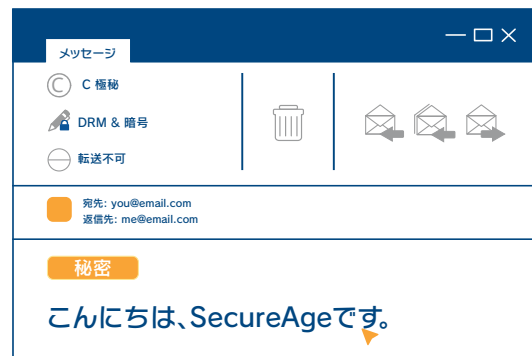 メッセージ
C 極秘
DRM & 暗号
転送不可
宛先: you@email.com
返信先: me@email.com
秘密
こんにちは、SecureAgeです。